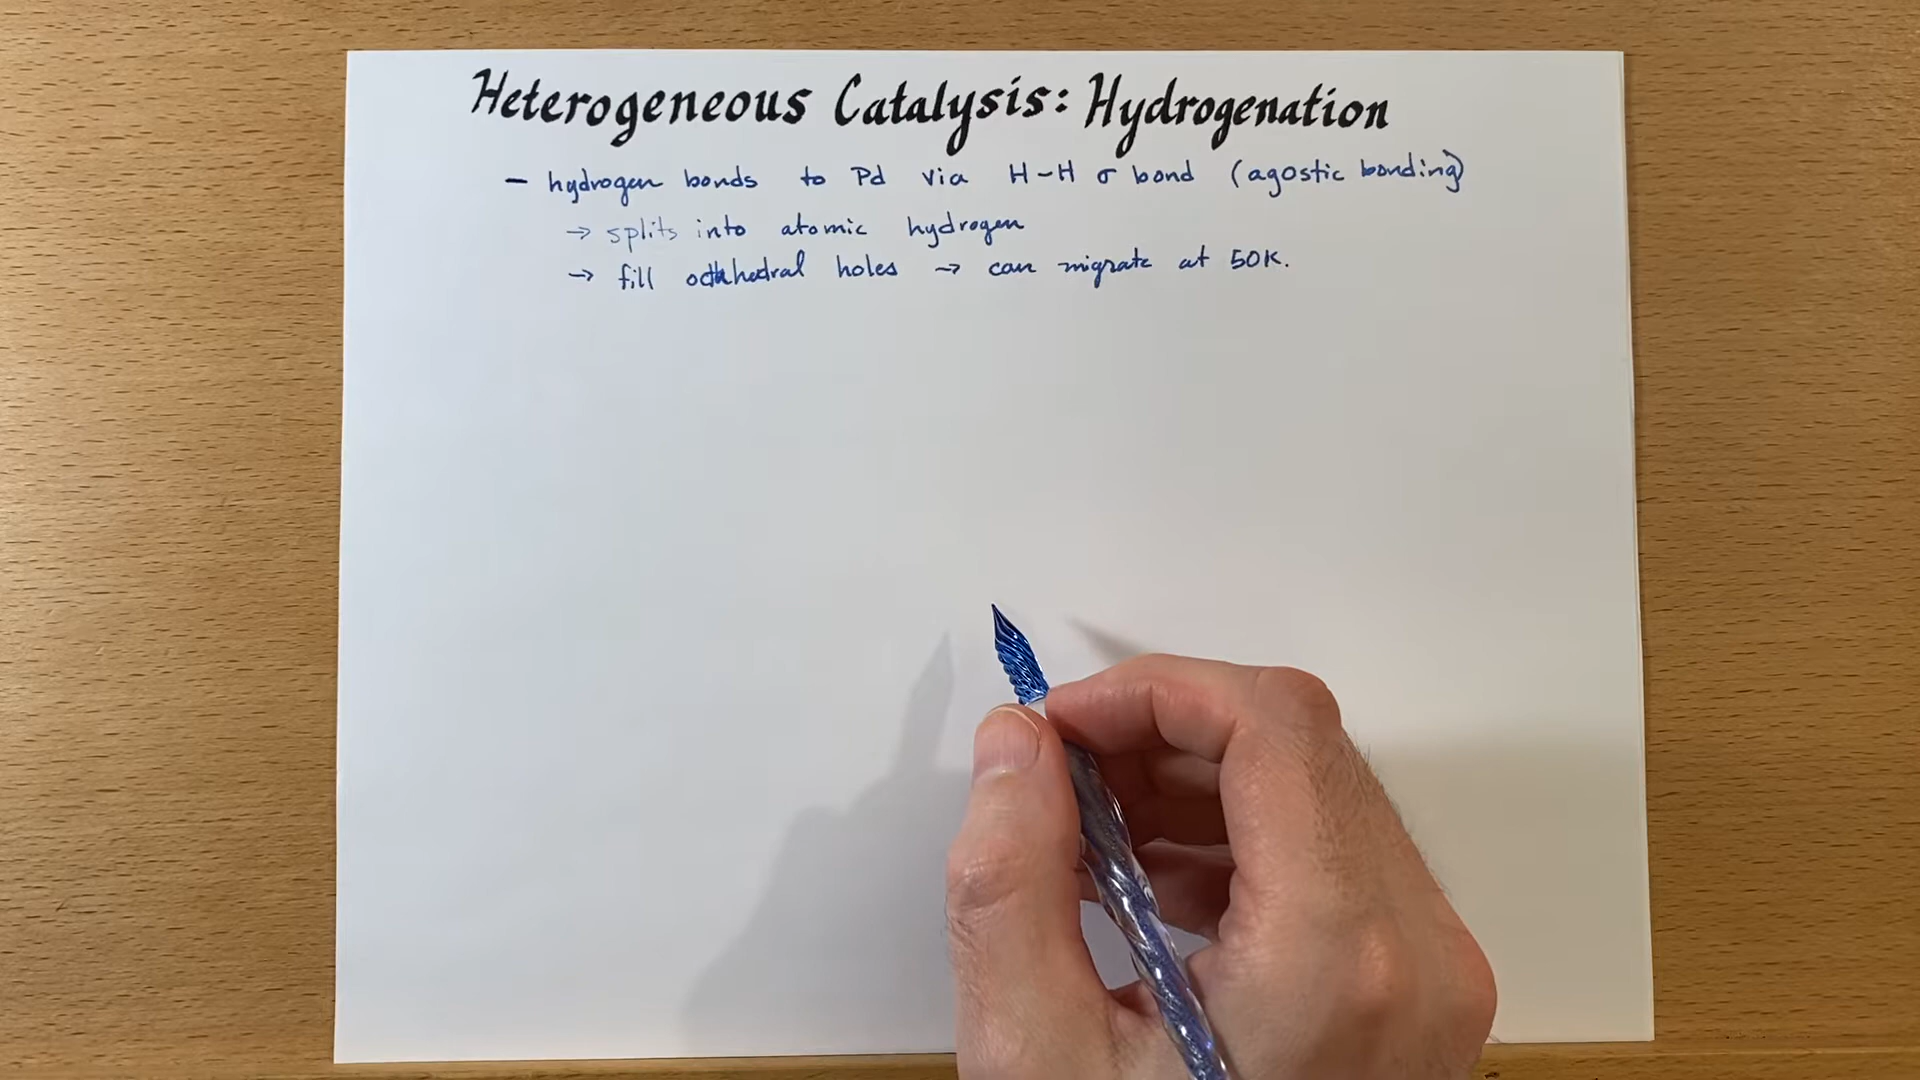 Heterogeneous Catalysis: Hydrogenation
– hydrogen bonds to Pd via H-H σ bond (agostic bonding)
→ splits into atomic hydrogen
→ fill octahedral holes → can migrate at 50K.